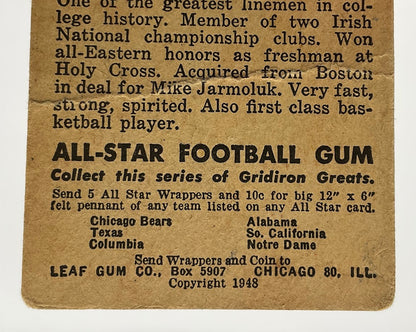 One of the greatest linemen in col-
lege history. Member of two Irish
National championship clubs. Won
all-Eastern honors as freshman at
Holy Cross. Acquired from Boston
in deal for Mike Jarmoluk. Very fast,
strong, spirited. Also first class bas-
ketball player.
ALL-STAR FOOTBALL GUM
Collect this series of Gridiron Greats.
Send 5 All Star Wrappers and 10c for big 12" x 6"
felt pennant of any team listed on any All Star card.
Chicago Bears Alabama
Texas So. California
Columbia Notre Dame
Send Wrappers and Coin to
LEAF GUM CO., Box 5907 CHICAGO 80, ILL.
Copyright 1948